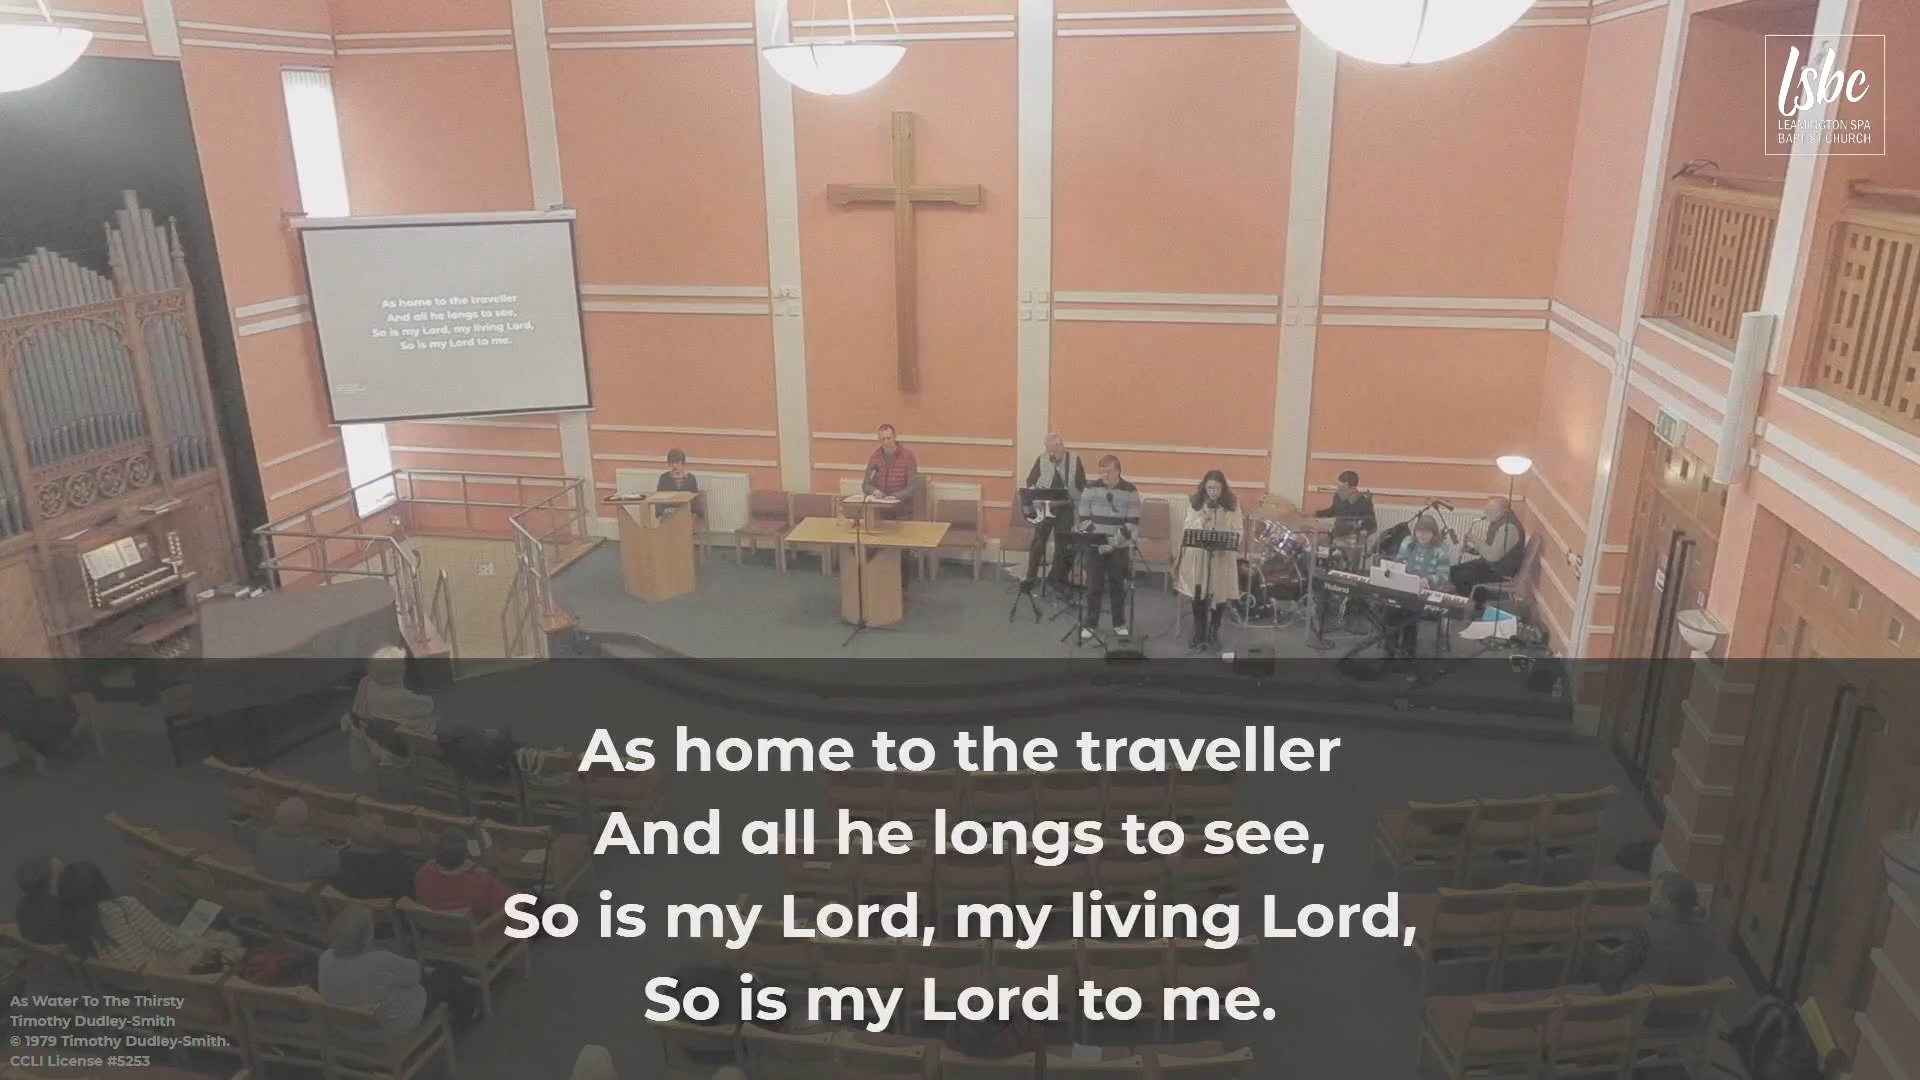 lsbc
LEAMINGTON SPA
BAPTIST CHURCH
As home to the traveller
And all he longs to see,
So is my Lord, my living Lord,
So is my Lord to me.
Roland
As home to the traveller
And all he longs to see,
So is my Lord, my living Lord,
So is my Lord to me.
As Water To The Thirsty
Timothy Dudley-Smith
© 1979 Timothy Dudley-Smith.
CCLI License #5253